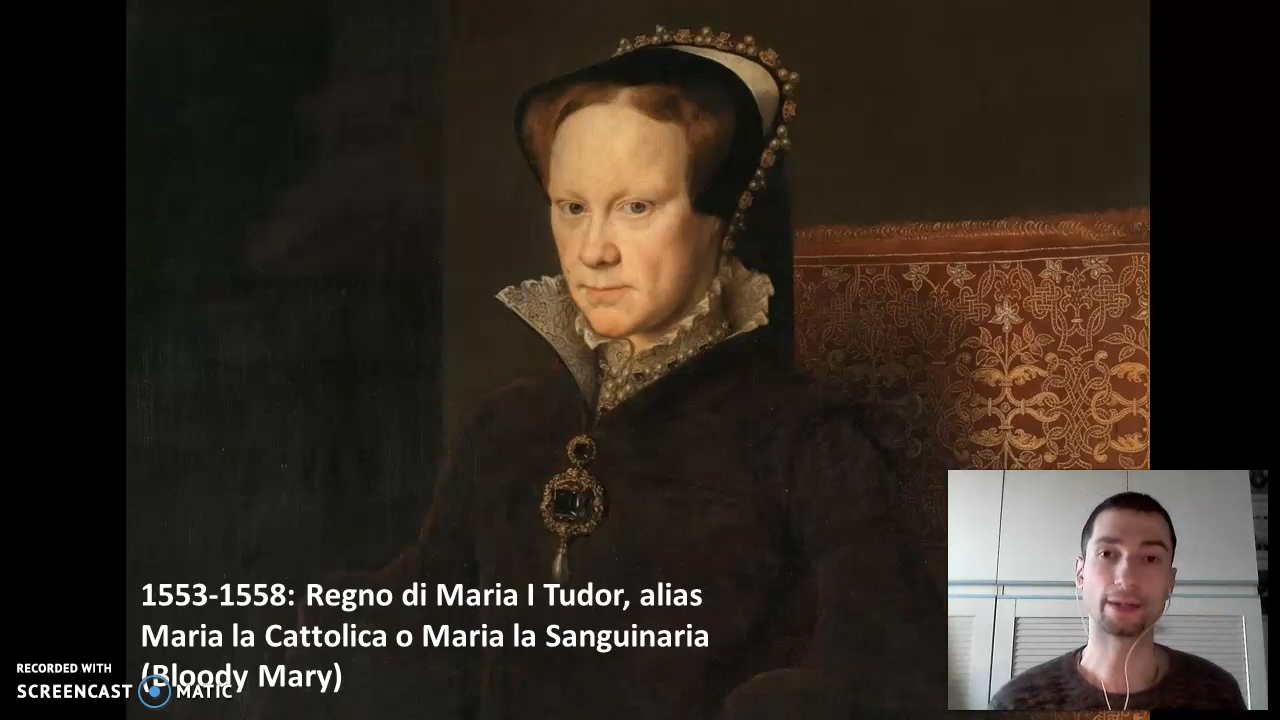 1553-1558: Regno di Maria I Tudor, alias
Maria la Cattolica o Maria la Sanguinaria
(Bloody Mary)
RECORDED WITH
SCREENCAST MATIC